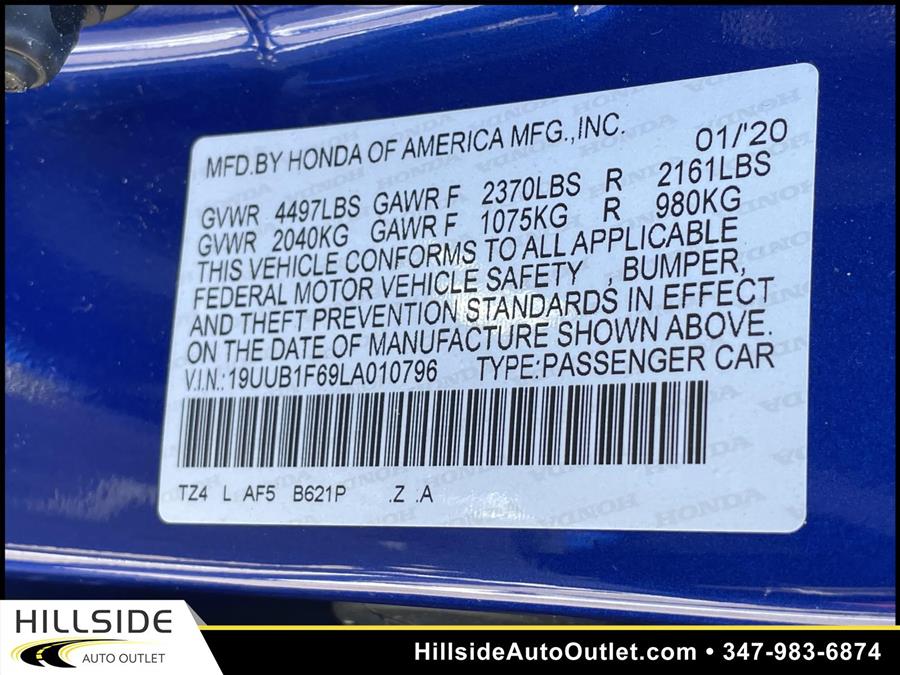 MFD.BY HONDA OF AMERICA MFG.,INC. 01/'20
GVWR 4497LBS GAWR F 2370LBS R 2161LBS
GVWR 2040KG GAWR F 1075KG R 980KG
THIS VEHICLE CONFORMS TO ALL APPLICABLE
FEDERAL MOTOR VEHICLE SAFETY , BUMPER,
AND THEFT PREVENTION STANDARDS IN EFFECT
ON THE DATE OF MANUFACTURE SHOWN ABOVE.
V.I.N.:19UUB1F69LA010796 TYPE:PASSENGER CAR
TZ4 L AF5 B621P .Z .A
HILLSIDE
AUTO OUTLET
HillsideAutoOutlet.com • 347-983-6874